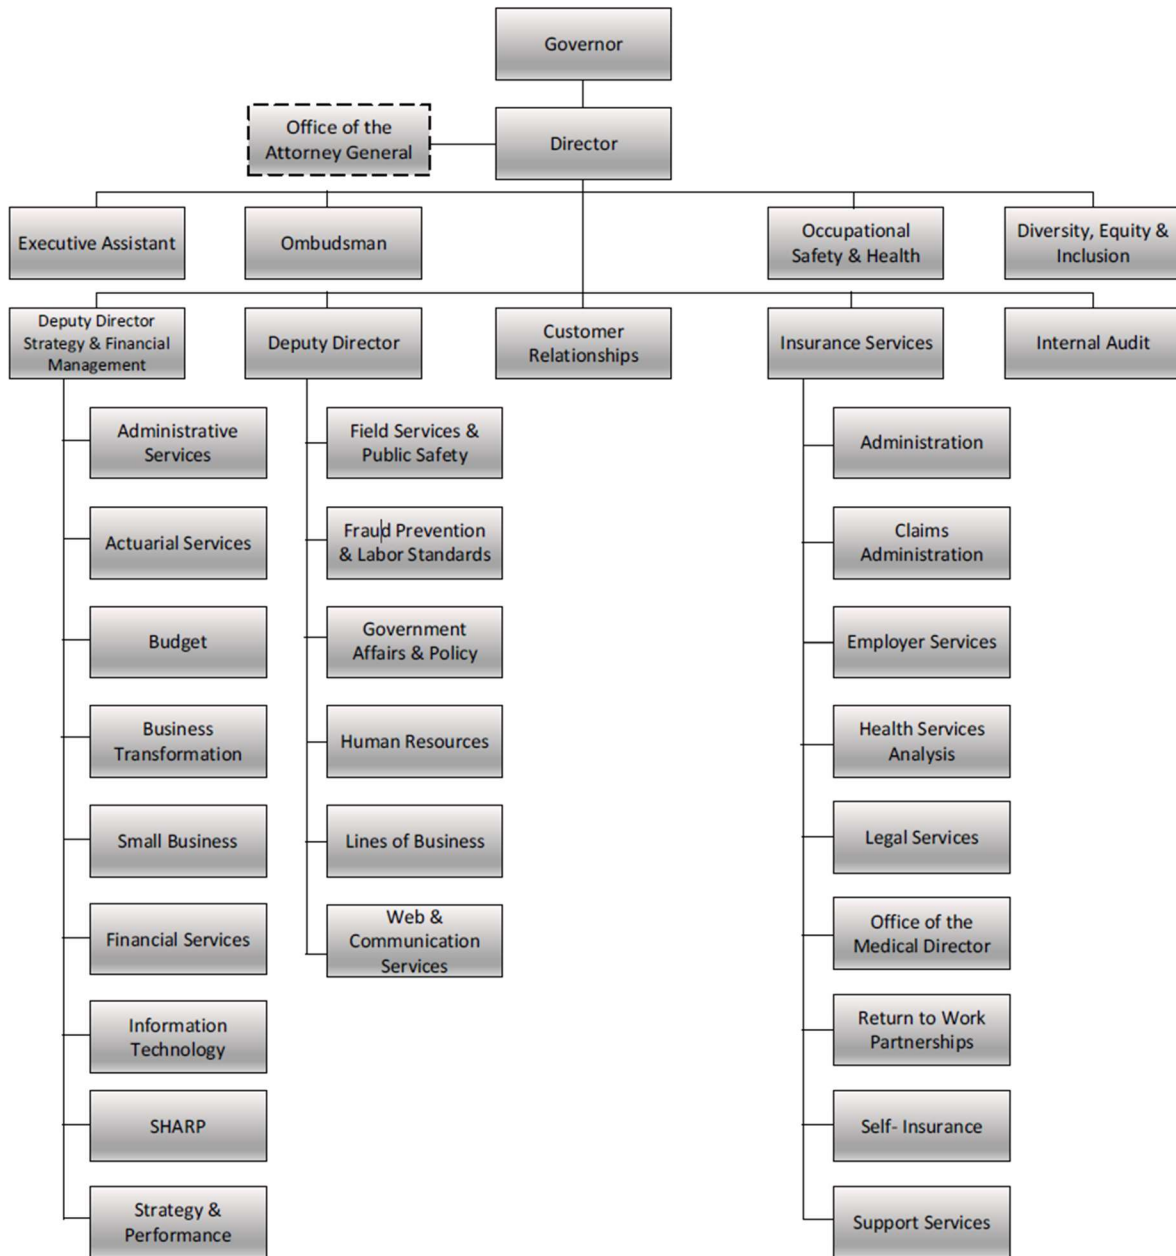 Governor
Office of the
Attorney General
Director
Executive Assistant
Ombudsman
Occupational
Safety & Health
Diversity, Equity &
Inclusion
Deputy Director
Strategy & Financial
Management
Deputy Director
Customer
Relationships
Insurance Services
Internal Audit
Administrative
Services
Actuarial Services
Budget
Business
Transformation
Small Business
Financial Services
Information
Technology
SHARP
Strategy &
Performance
Field Services &
Public Safety
Fraud Prevention
& Labor Standards
Government
Affairs & Policy
Human Resources
Lines of Business
Web &
Communication
Services
Administration
Claims
Administration
Employer Services
Health Services
Analysis
Legal Services
Office of the
Medical Director
Return to Work
Partnerships
Self- Insurance
Support Services